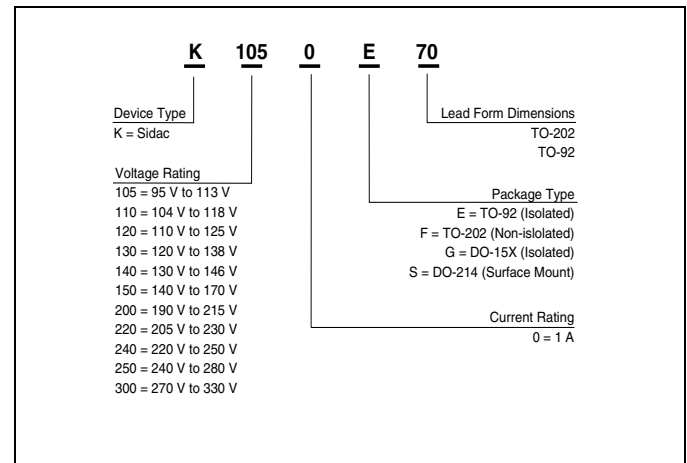 K 105 0 E 70
Device Type
K = Sidac
Voltage Rating
105 = 95 V to 113 V
110 = 104 V to 118 V
120 = 110 V to 125 V
130 = 120 V to 138 V
140 = 130 V to 146 V
150 = 140 V to 170 V
200 = 190 V to 215 V
220 = 205 V to 230 V
240 = 220 V to 250 V
250 = 240 V to 280 V
300 = 270 V to 330 V
Lead Form Dimensions
TO-202
TO-92
Package Type
E = TO-92 (Isolated)
F = TO-202 (Non-islolated)
G = DO-15X (Isolated)
S = DO-214 (Surface Mount)
Current Rating
0 = 1 A